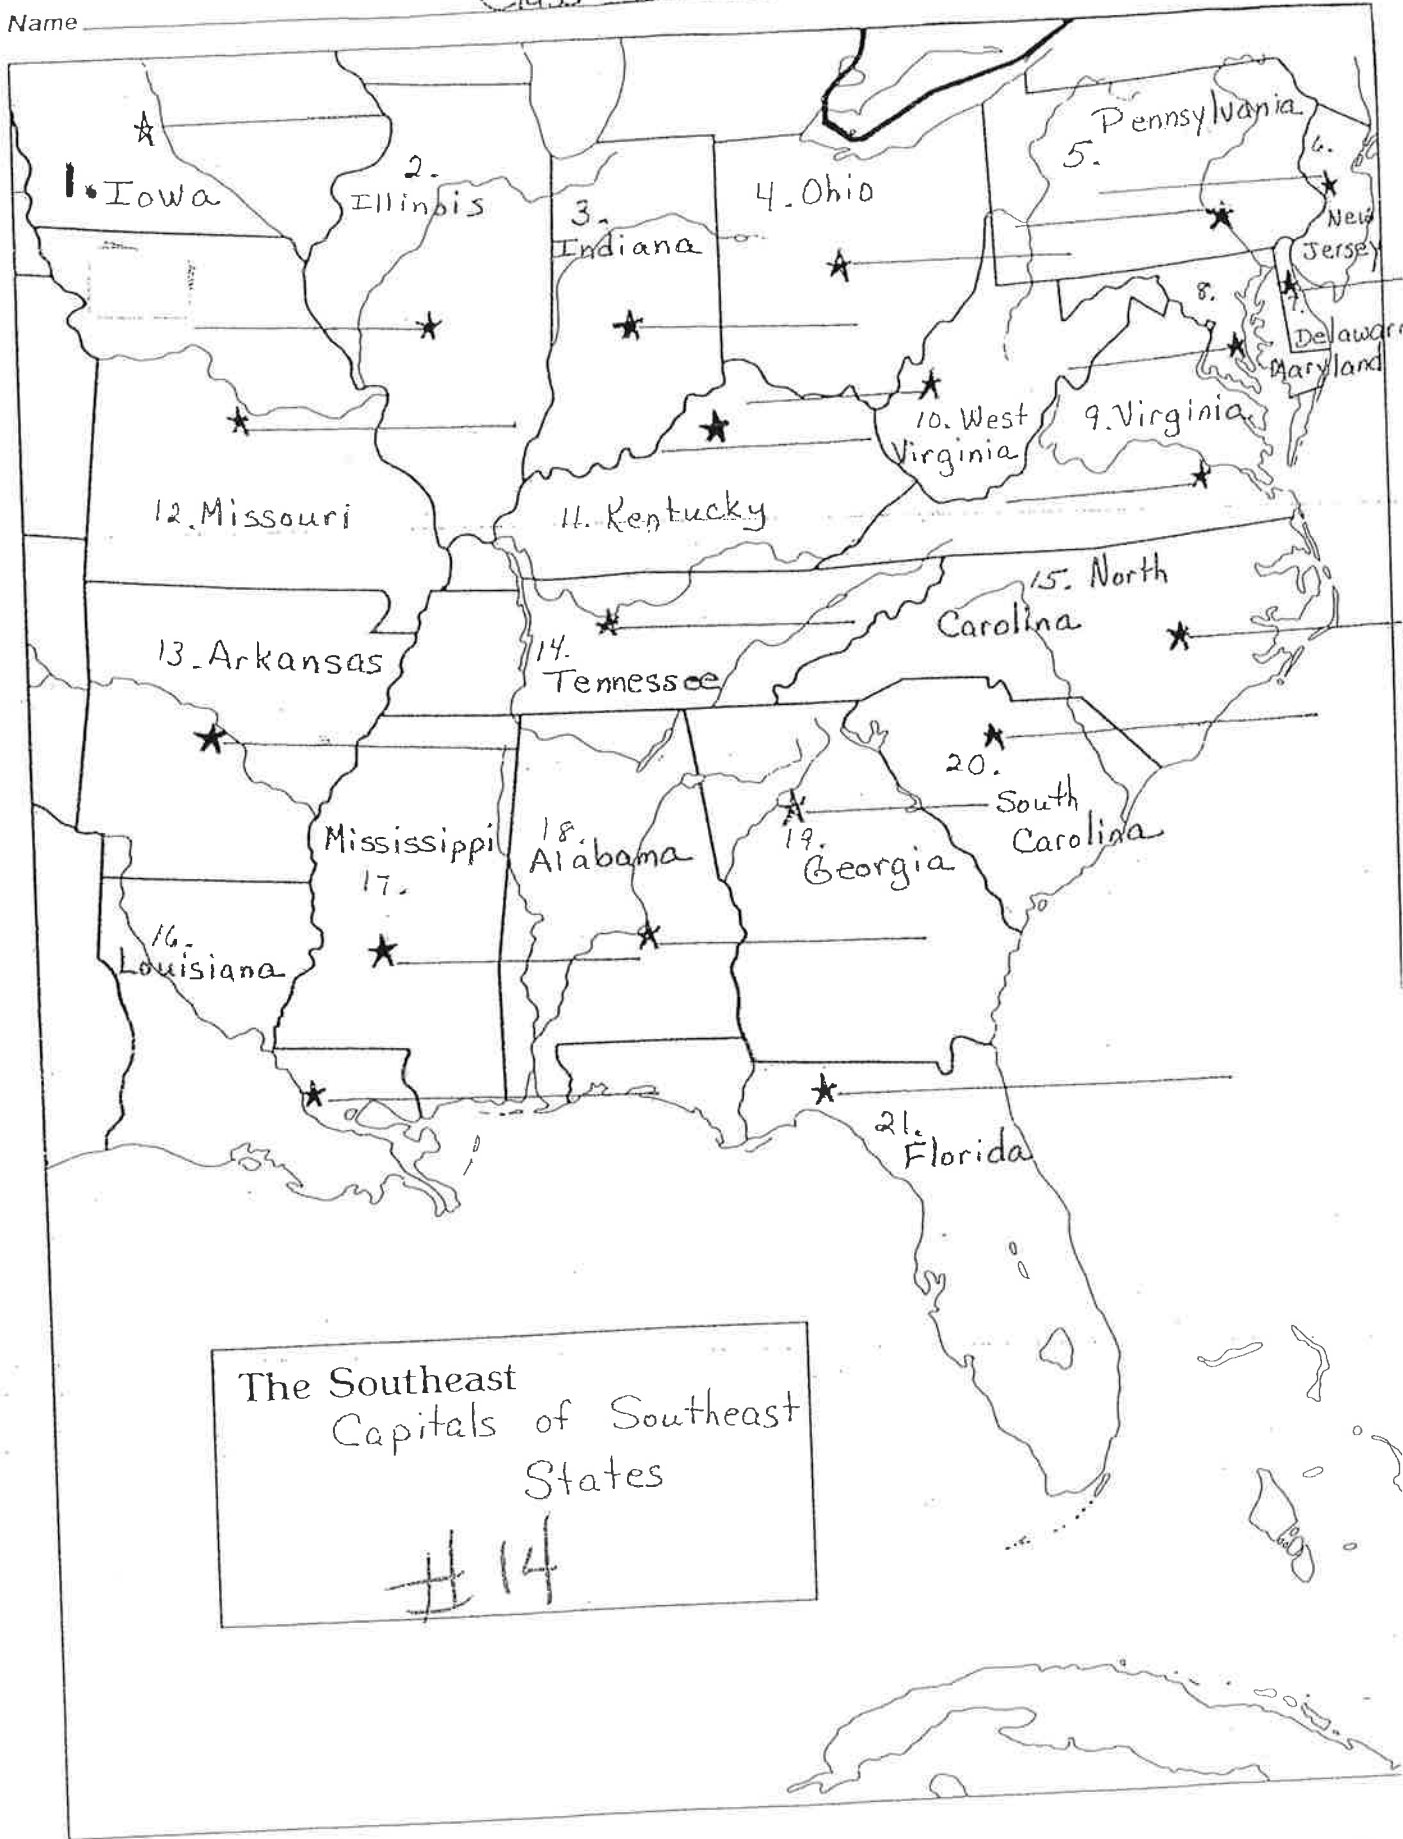 Name
1. Iowa
2.
Illinois
3.
Indiana
4. Ohio
Pennsylvania
5.
6.
New
Jersey
7.
Delaware
8.
Maryland
9. Virginia
10. West
Virginia
11. Kentucky
12. Missouri
13. Arkansas
14.
Tennessee
15. North
Carolina
16.
Louisiana
Mississippi
17.
18.
Alabama
19.
Georgia
20.
South
Carolina
21.
Florida
The Southeast
Capitals of Southeast
States
#14